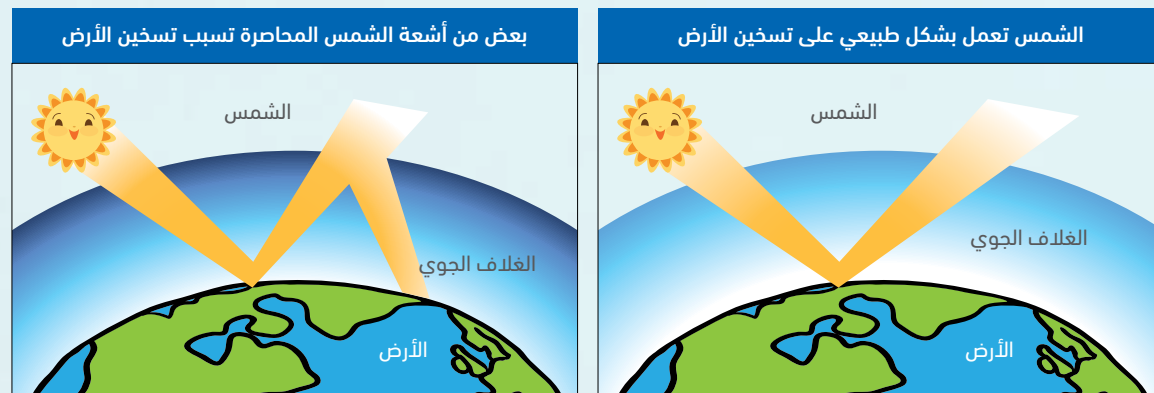 الشمس تعمل بشكل طبيعي على تسخين الأرض
الشمس
الغلاف الجوي
الأرض
بعض من أشعة الشمس المحاصرة تسبب تسخين الأرض
الشمس
الغلاف الجوي
الأرض